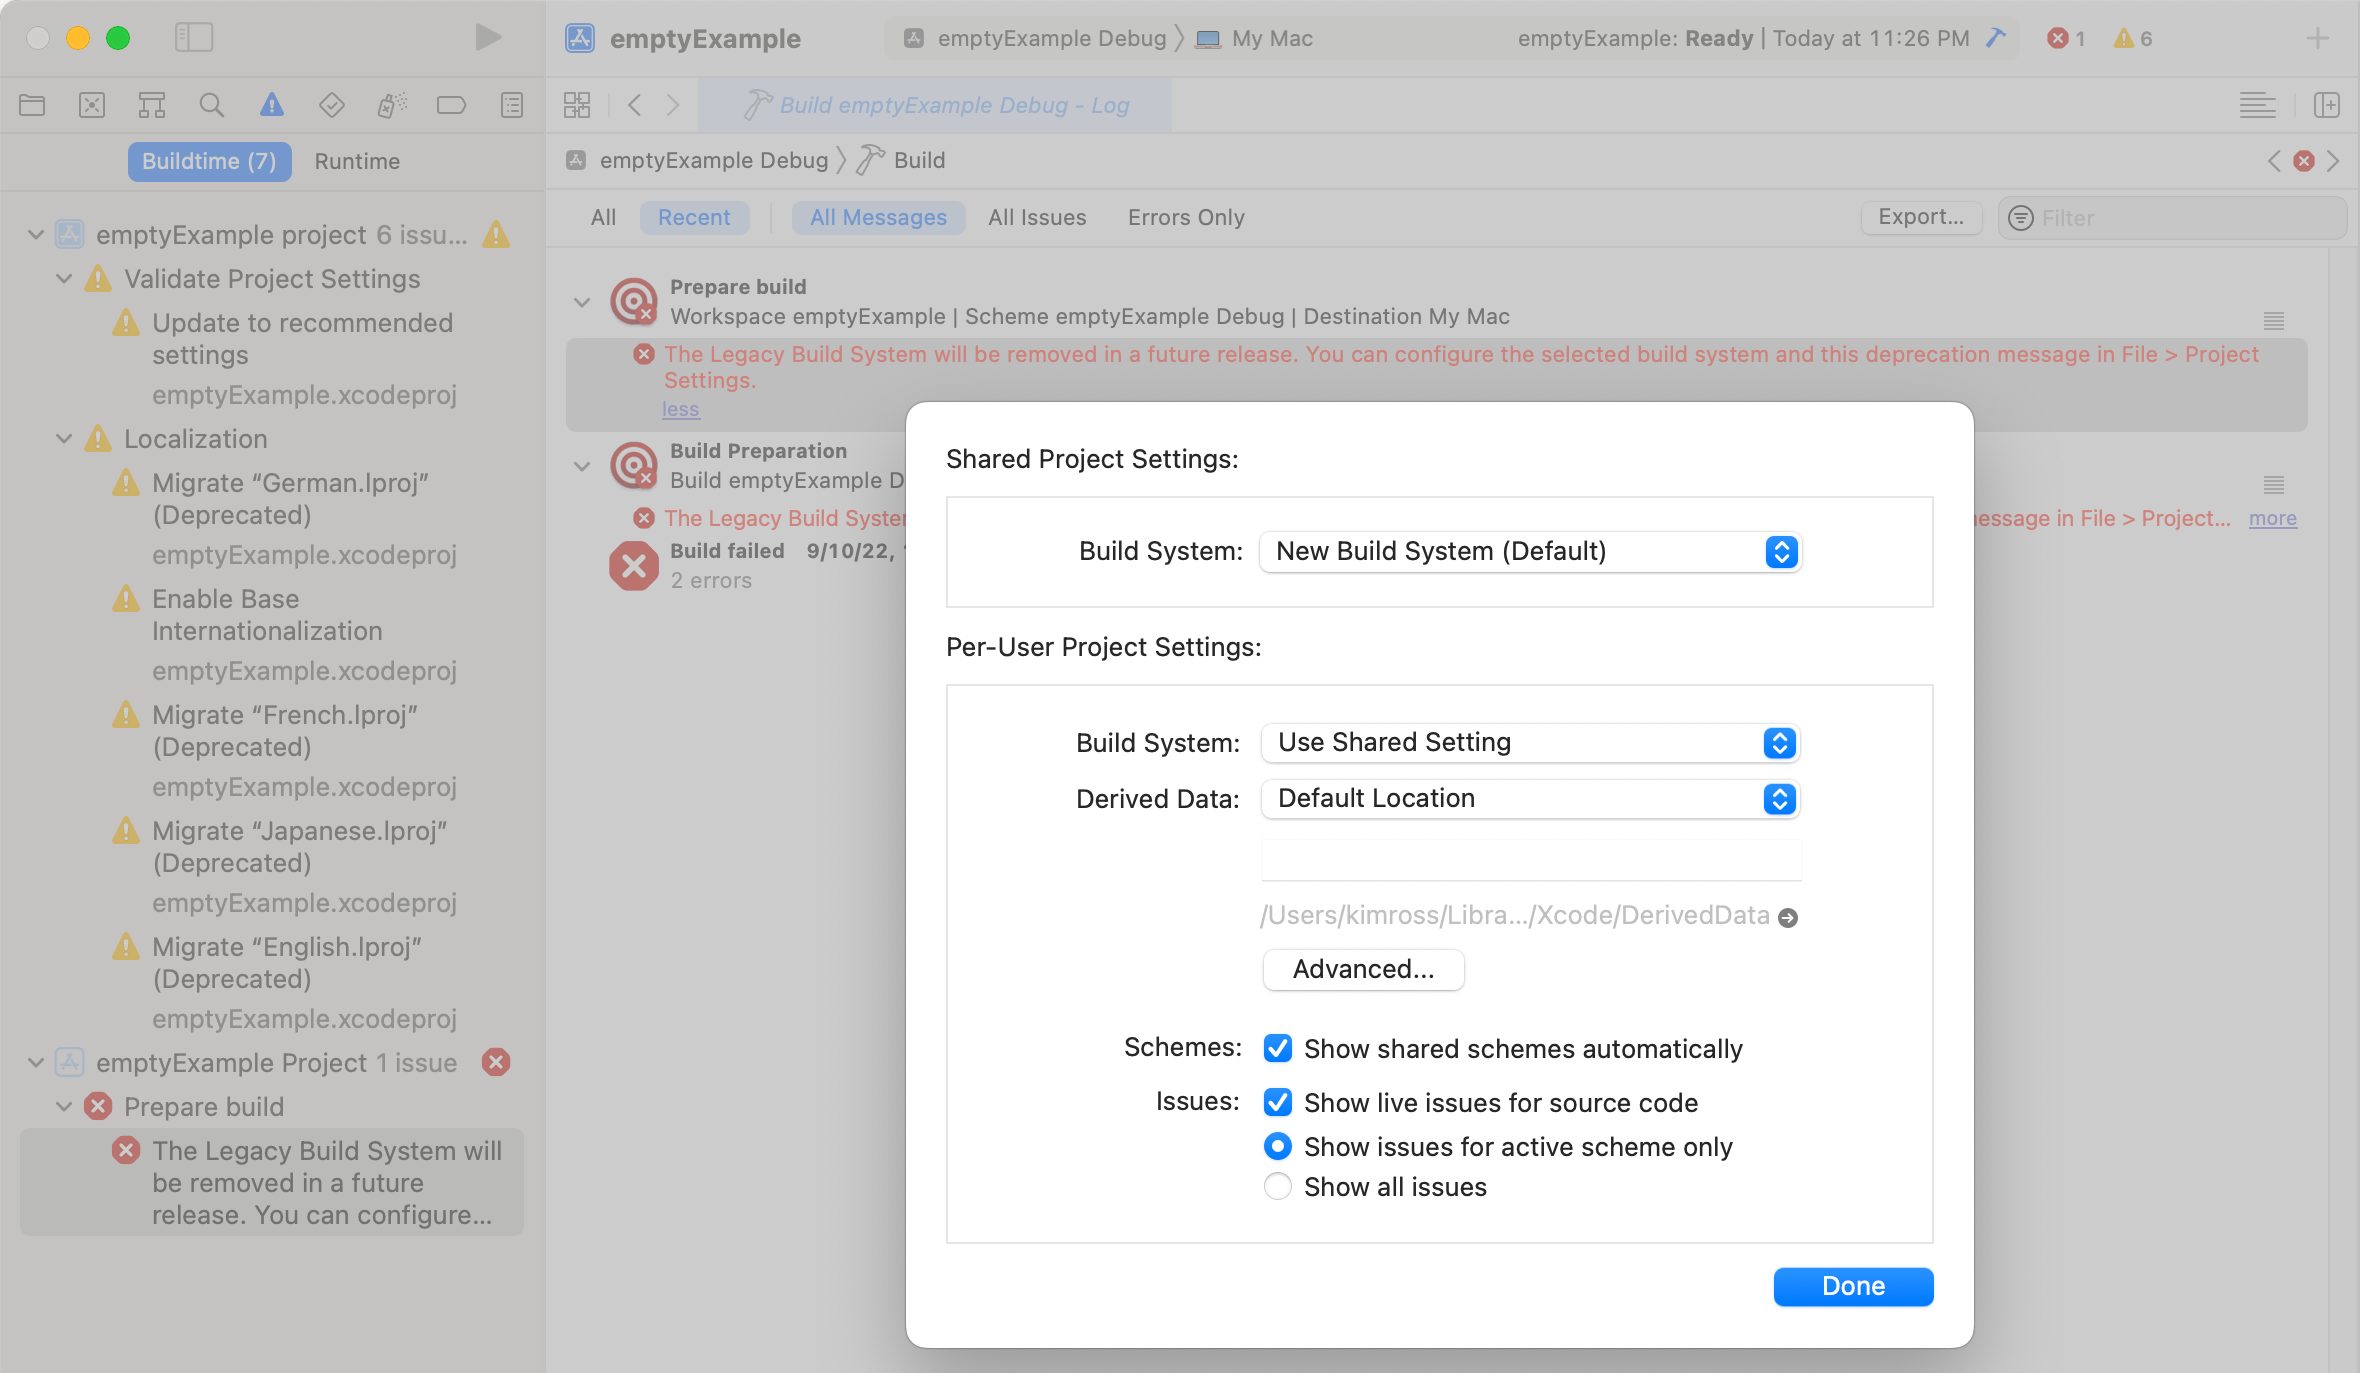 emptyExample
emptyExample Debug
My Mac
emptyExample: Ready | Today at 11:26 PM
1
6
Build emptyExample Debug - Log
Buildtime (7)
Runtime
emptyExample Debug
Build
All
Recent
All Messages
All Issues
Errors Only
Export...
Filter
emptyExample project 6 issu...
Validate Project Settings
Update to recommended
settings
emptyExample.xcodeproj
Localization
Migrate “German.lproj”
(Deprecated)
emptyExample.xcodeproj
Enable Base
Internationalization
emptyExample.xcodeproj
Migrate “French.lproj”
(Deprecated)
emptyExample.xcodeproj
Migrate “Japanese.lproj”
(Deprecated)
emptyExample.xcodeproj
Migrate “English.lproj”
(Deprecated)
emptyExample.xcodeproj
emptyExample Project 1 issue
Prepare build
The Legacy Build System will
be removed in a future
release. You can configure...
Prepare build
Workspace emptyExample | Scheme emptyExample Debug | Destination My Mac
The Legacy Build System will be removed in a future release. You can configure the selected build system and this deprecation message in File > Project
Settings.
less
Build Preparation
Build emptyExample D
The Legacy Build
message in File > Project...
more
Build failed 9/10/22,
2 errors
Shared Project Settings:
Build System: New Build System (Default)
Per-User Project Settings:
Build System: Use Shared Setting
Derived Data: Default Location
/Users/kimross/Libra.../Xcode/DerivedData
Advanced...
Schemes: Show shared schemes automatically
Issues: Show live issues for source code
Show issues for active scheme only
Show all issues
Done